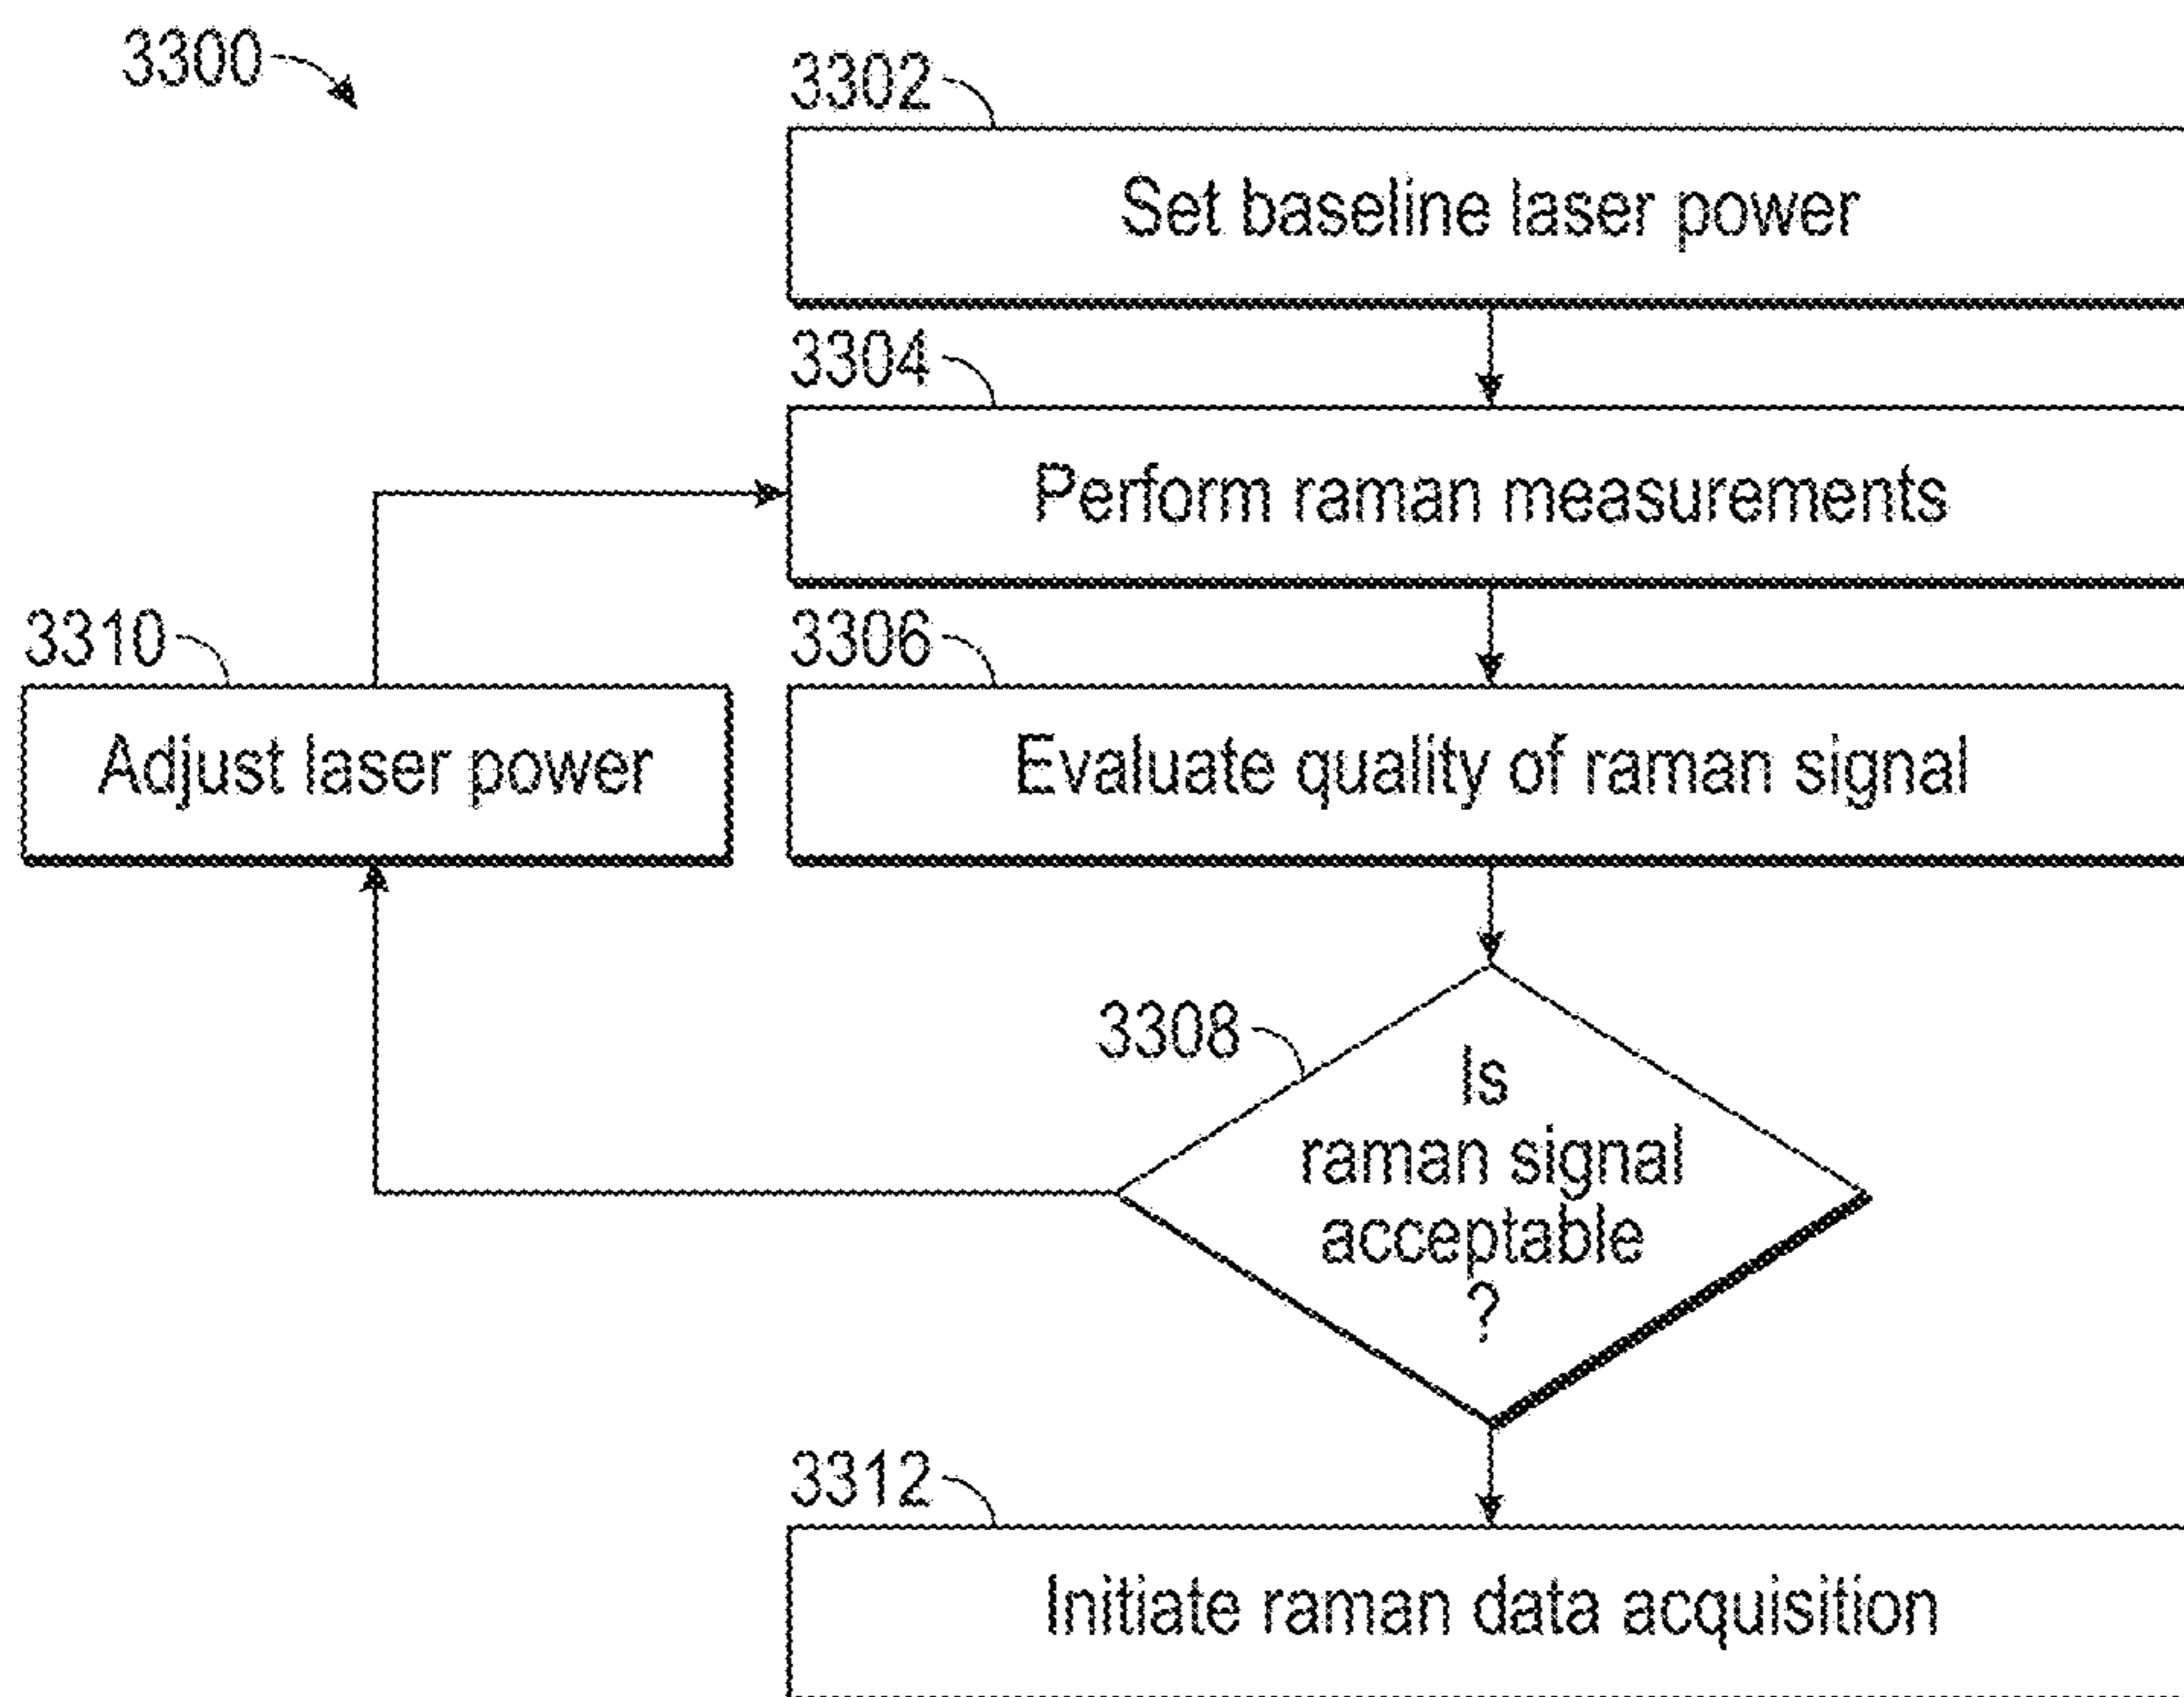 3300
3302
Set baseline laser power
3304
Perform raman measurements
3310
Adjust laser power
3306
Evaluate quality of raman signal
3308
Is
raman signal
acceptable
?
3312
Initiate raman data acquisition